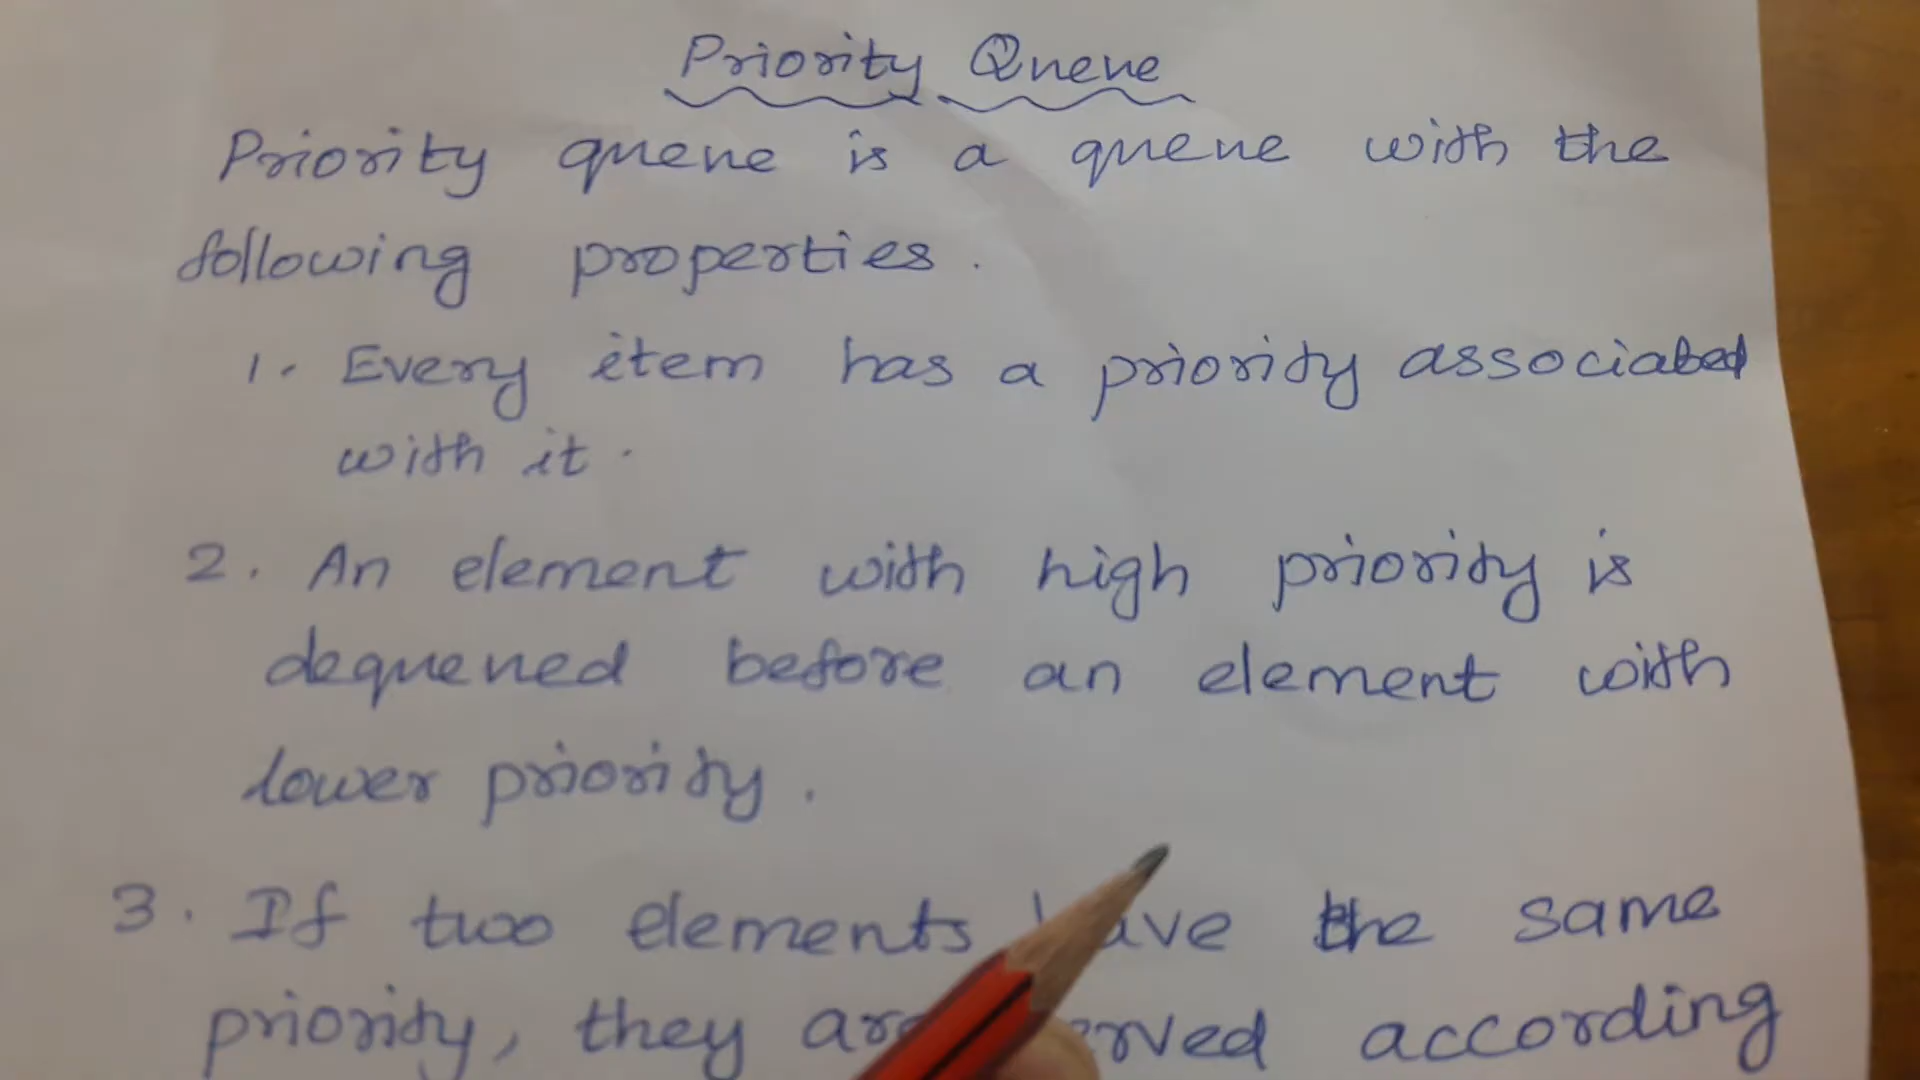 Priority Queue
Priority queue is a queue with the
following properties.
1. Every item has a priority associated
with it.
2. An element with high priority is
dequeued before an element with
lower priority.
3. If two elements have the same
priority, they are served according